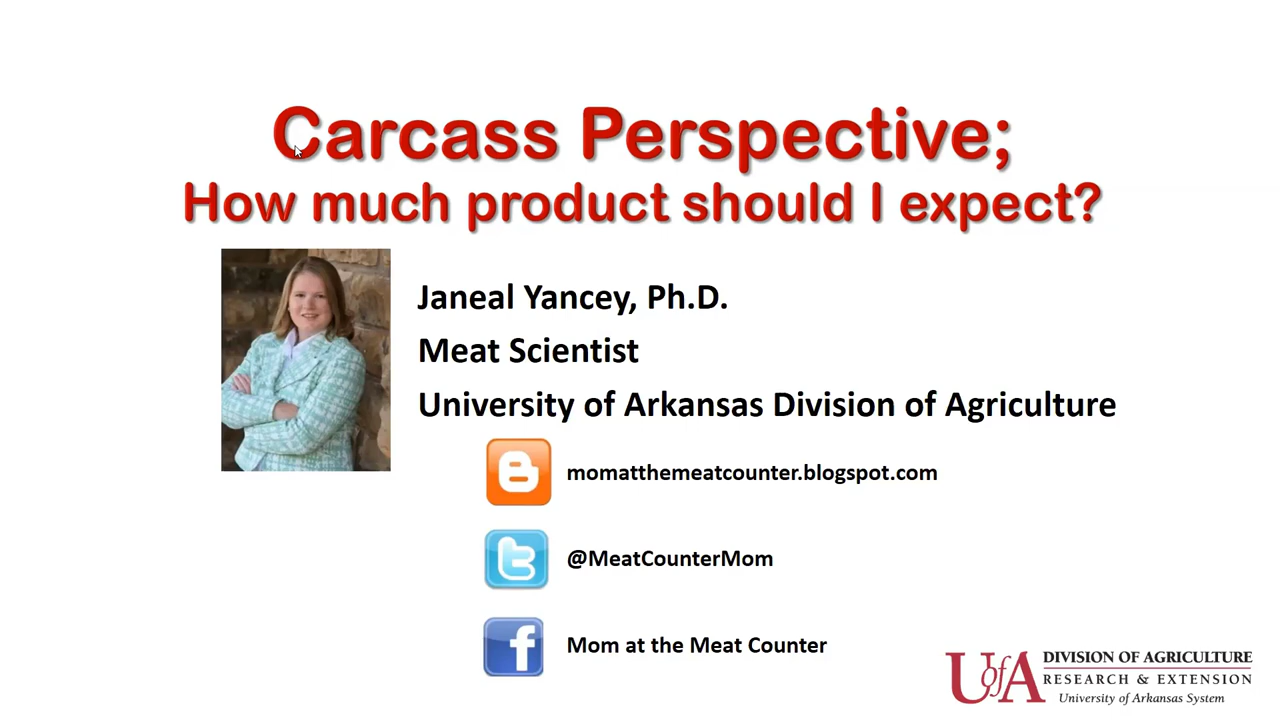 Carcass Perspective;
How much product should I expect?
Janeal Yancey, Ph.D.
Meat Scientist
University of Arkansas Division of Agriculture
momatthemeatcounter.blogspot.com
@MeatCounterMom
Mom at the Meat Counter
UofA DIVISION OF AGRICULTURE
RESEARCH & EXTENSION
University of Arkansas System